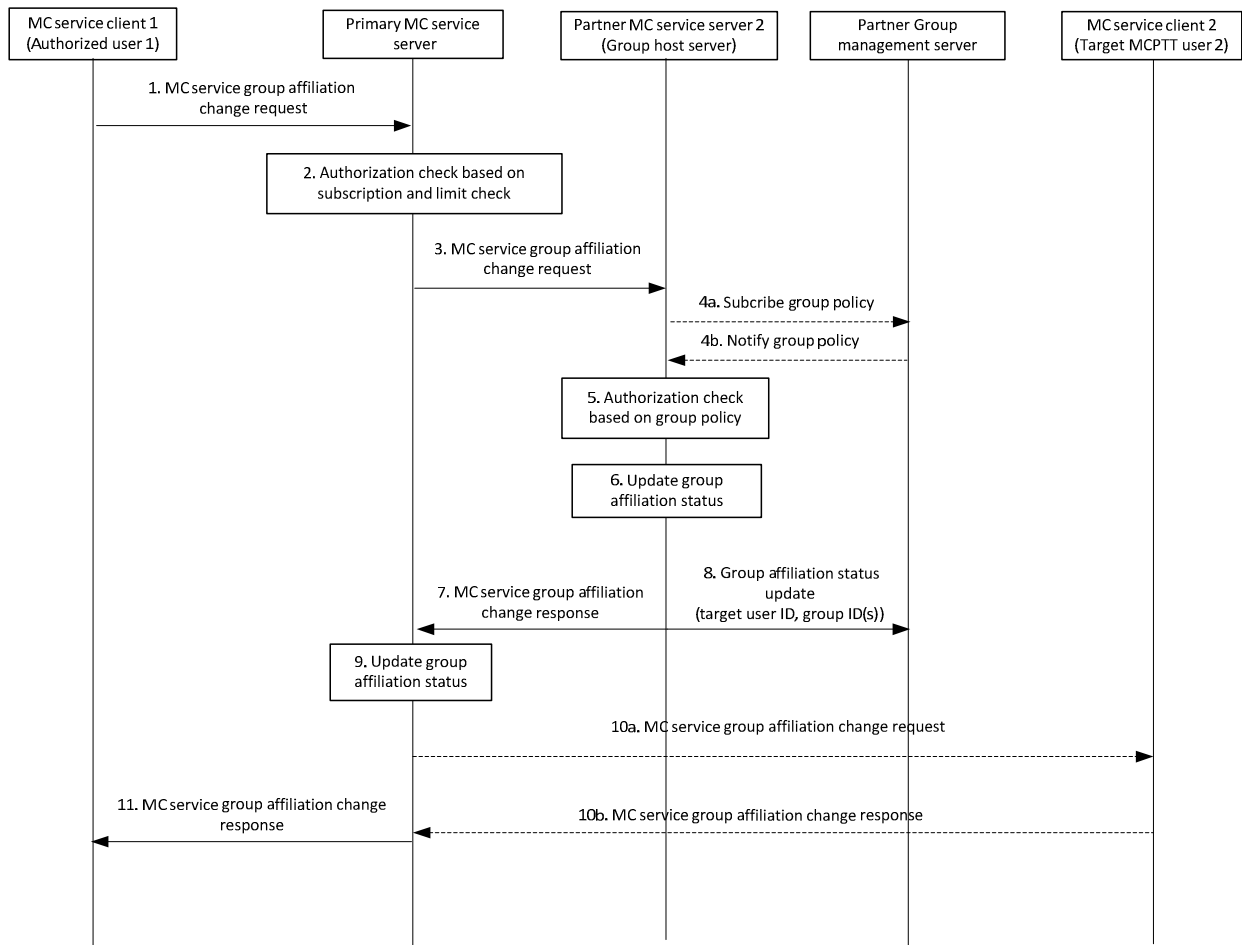 MC service client 1
(Authorized user 1)
Primary MC service
server
Partner MC service server 2
(Group host server)
Partner Group
management server
MC service client 2
(Target MCPTT user 2)
1. MC service group affiliation
change request
2. Authorization check based on
subscription and limit check
3. MC service group affiliation
change request
4a. Subcribe group policy
4b. Notify group policy
5. Authorization check
based on group policy
6. Update group
affiliation status
7. MC service group affiliation
change response
8. Group affiliation status
update
(target user ID, group ID(s))
9. Update group
affiliation status
10a. MC service group affiliation change request
11. MC service group affiliation change
response
10b. MC service group affiliation change response